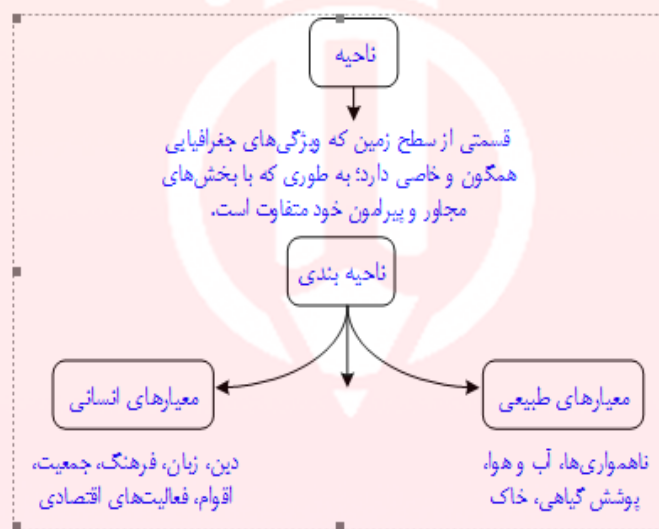 ناحیه
قسمتی از سطح زمین که ویژگی‌های جغرافیایی
همگون و خاصی دارد؛ به طوری که با بخش‌های
مجاور و پیرامون خود متفاوت است.
ناحیه بندی
معیارهای طبیعی
ناهمواری‌ها، آب و هوا،
پوشش گیاهی، خاک
معیارهای انسانی
دین، زبان، فرهنگ، جمعیت،
اقوام، فعالیت‌های اقتصادی